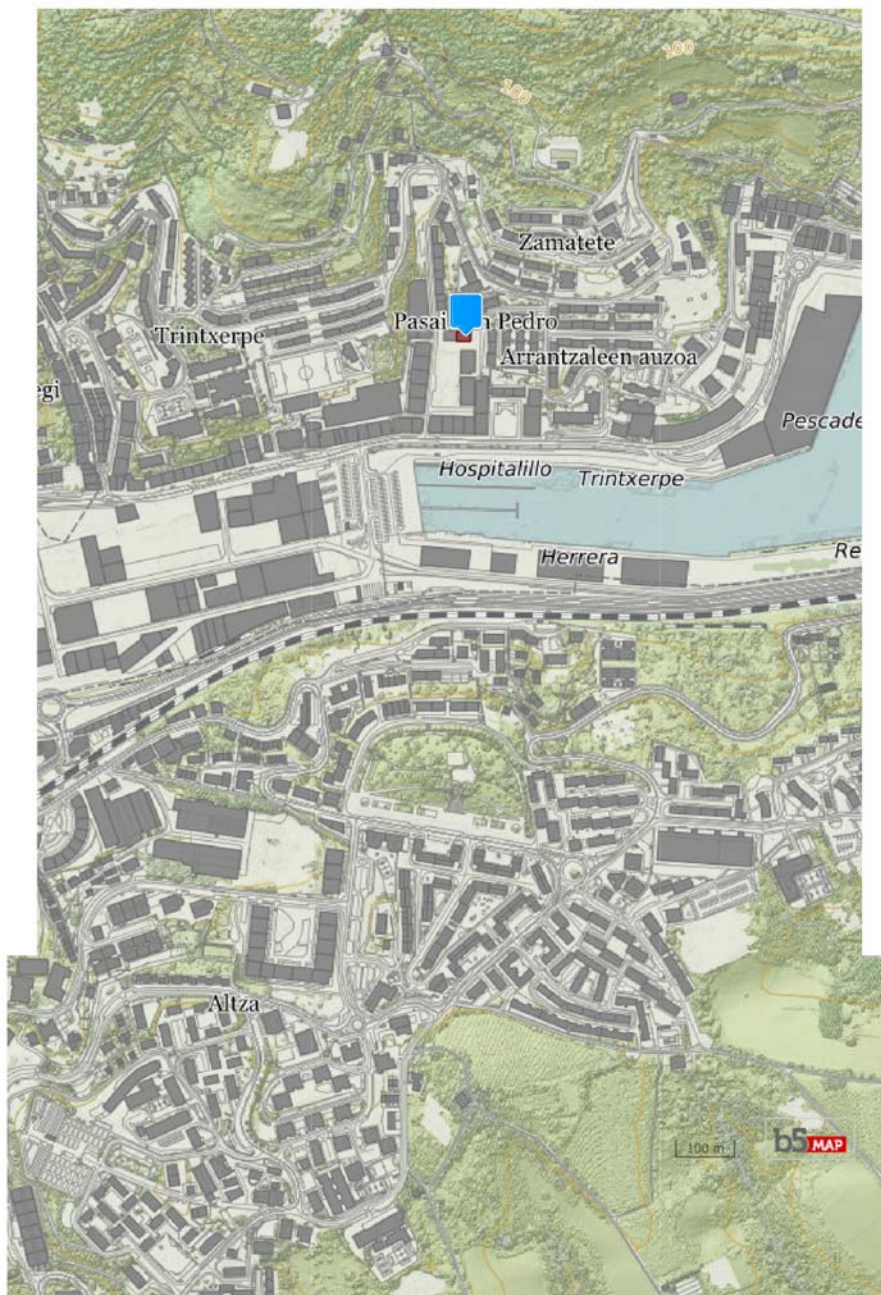 100
100
Zamatete
Pasai
n Pedro
Trintxerpe
Arrantzaleen auzoa
egi
Pescade
Hospitalillo
Trintxerpe
Herrera
Re
Altza
100 m
b5 MAP